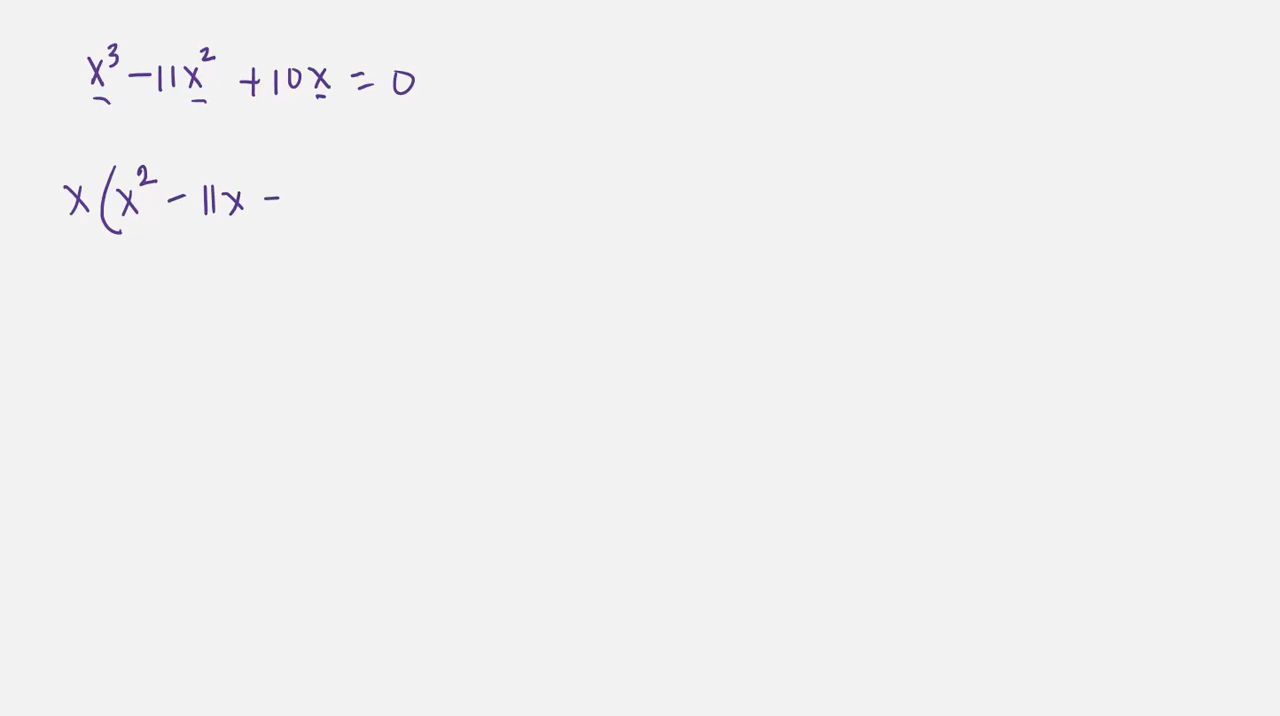 x³ - 11x² + 10x = 0
x(x² - 11x -